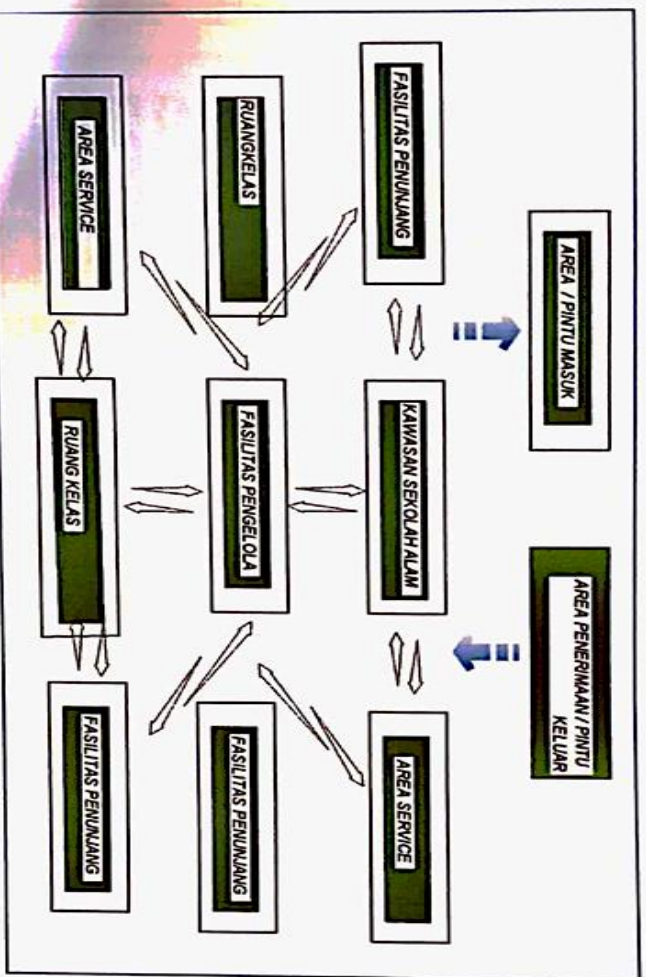 AREA / PINTU MASUK
AREA PENERIMAAN / PINTU
KELUAR
FASILITAS PENUNJANG
KAWASAN SEKOLAH ALAM
AREA SERVICE
RUANGKELAS
FASILITAS PENGELOLA
FASILITAS PENUNJANG
AREA SERVICE
RUANG KELAS
FASILITAS PENUNJANG